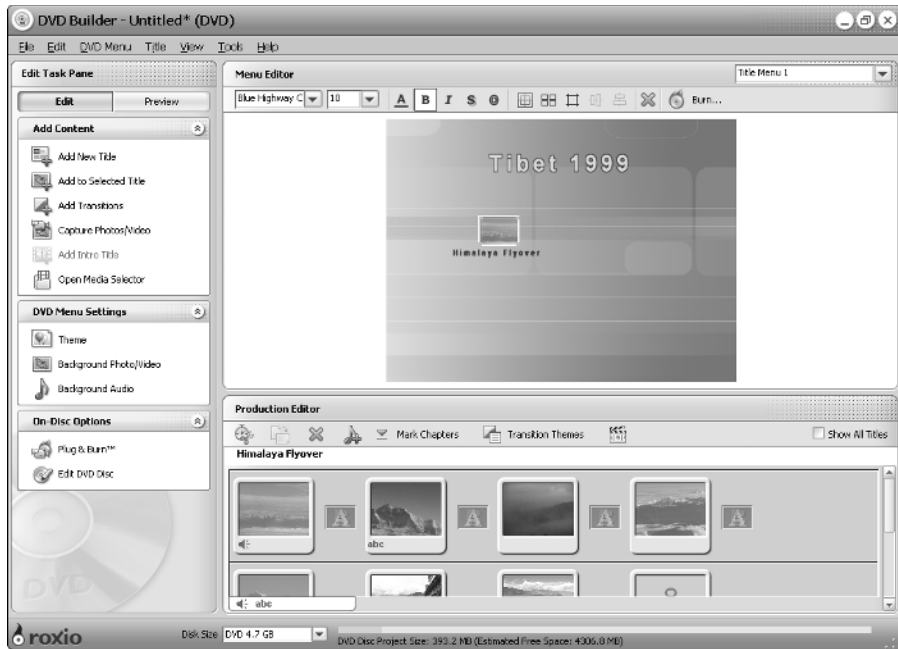 DVD Builder - Untitled* (DVD)
File Edit DVD Menu Title View Tools Help
Edit Task Pane
Edit Preview
Add Content
Add New Title
Add to Selected Title
Add Transitions
Capture Photos/Video
Add Intro Title
Open Media Selector
DVD Menu Settings
Theme
Background Photo/Video
Background Audio
On-Disc Options
Plug & Burn™
Edit DVD Disc
DVD
Menu Editor
Title Menu 1
Blue Highway C 10 A B I S O Burn...
Tibet 1999
Himalaya Flyover
Production Editor
Mark Chapters Transition Themes Show All Titles
Himalaya Flyover
A A A A
abc
abc
roxio
Disk Size DVD 4.7 GB
DVD Disc Project Size: 393.2 MB (Estimated Free Space: 4306.8 MB)